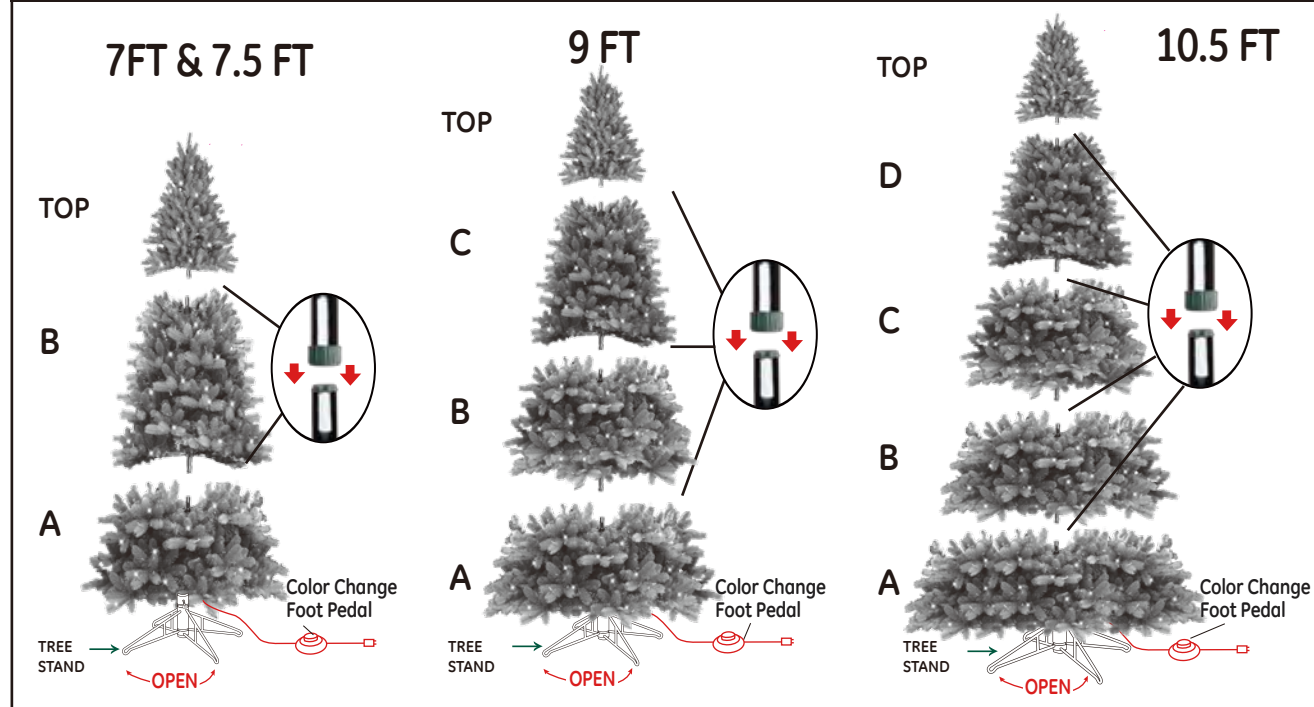 7FT & 7.5 FT
TOP
B
A
Color Change
Foot Pedal
TREE
STAND
OPEN
9 FT
TOP
C
B
A
Color Change
Foot Pedal
TREE
STAND
OPEN
10.5 FT
TOP
D
C
B
A
Color Change
Foot Pedal
TREE
STAND
OPEN